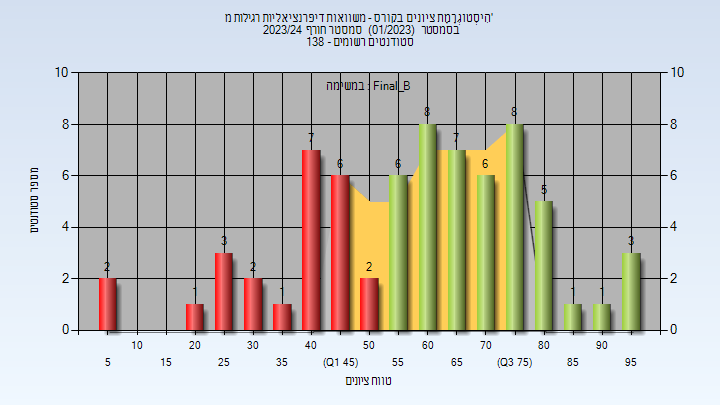 היסטוגרמת ציונים בקורס - משוואות דיפרנציאליות רגילות מ'
בסמסטר (01/2023) סמסטר חורף 2023/24
סטודנטים רשומים - 138
במשימה : Final_B
10 10
8 8
6 6
4 4
2 2
0 0
מספר סטודנטים
2 1 3 2 1 7 6 2 6 8 7 6 8 5 1 1 3
10 20 30 40 50 60 70 80 90
5 15 25 35 (Q1 45) 55 65 (Q3 75) 85 95
טווח ציונים